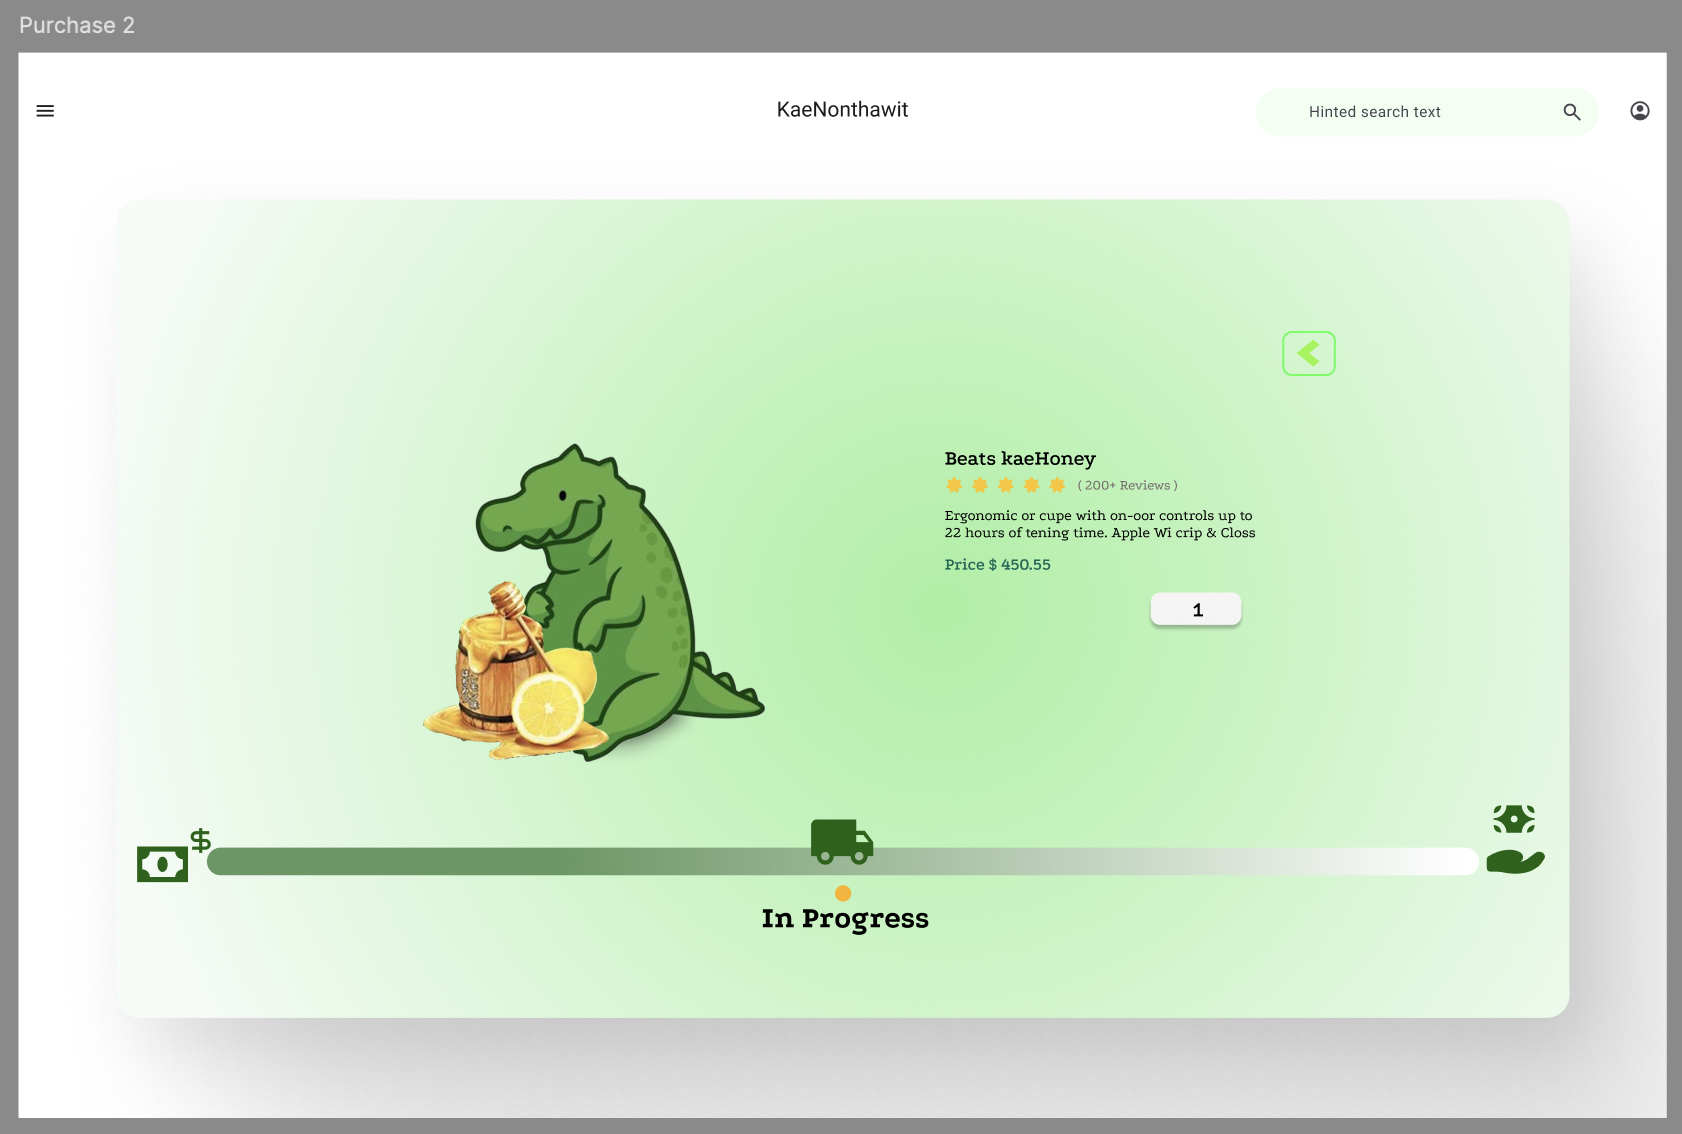 Purchase 2
KaeNonthawit
Hinted search text
Beats kaeHoney
( 200+ Reviews )
Ergonomic or cupe with on-oor controls up to
22 hours of tening time. Apple Wi crip & Closs
Price $ 450.55
1
$
In Progress